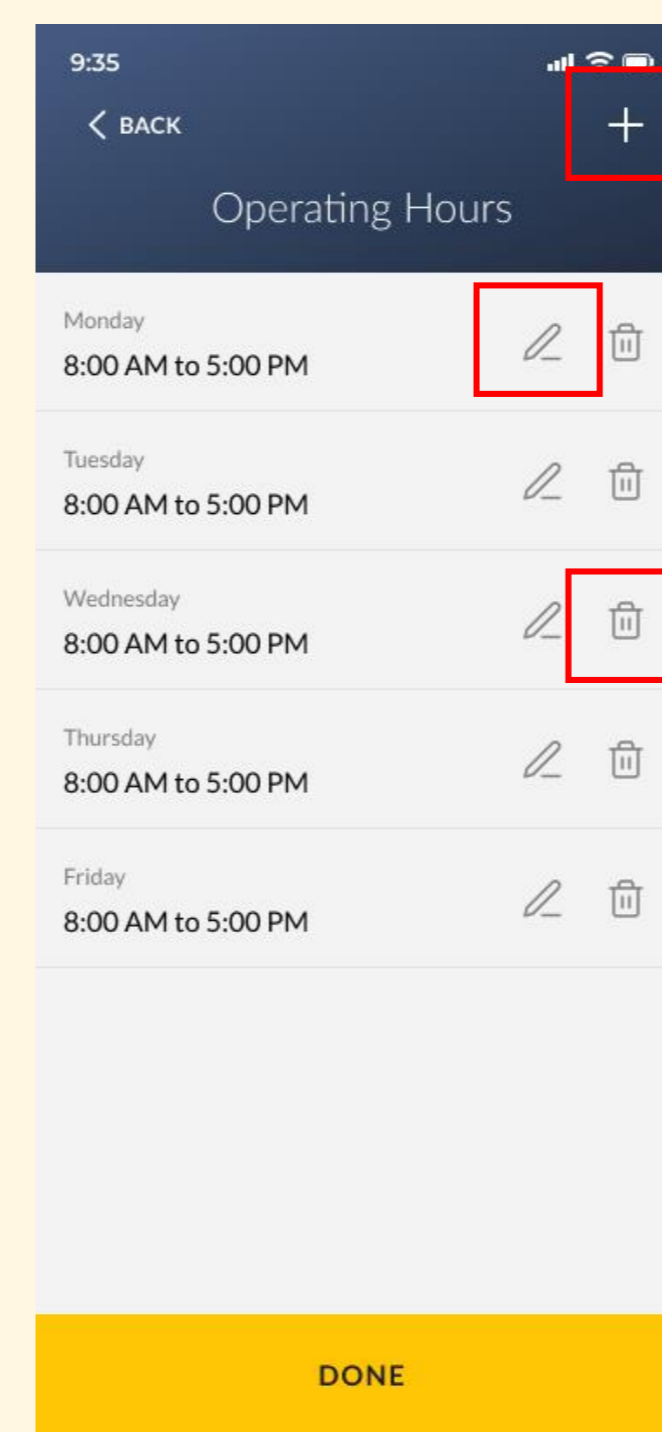 9:35
BACK
Operating Hours
Monday
8:00 AM to 5:00 PM
Tuesday
8:00 AM to 5:00 PM
Wednesday
8:00 AM to 5:00 PM
Thursday
8:00 AM to 5:00 PM
Friday
8:00 AM to 5:00 PM
DONE